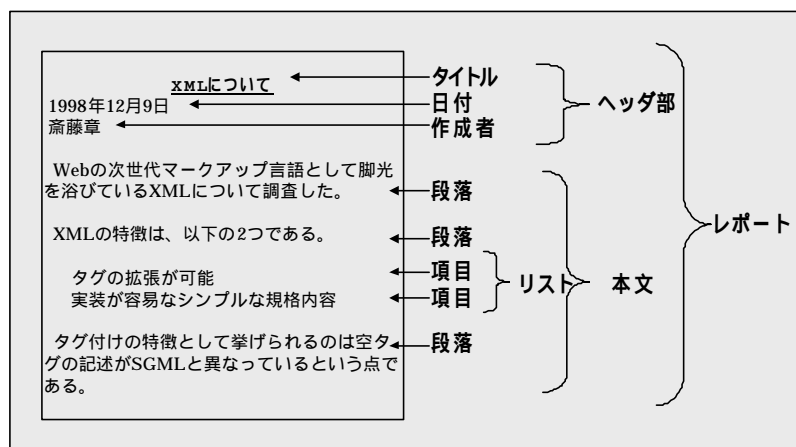 XMLについて
1998年12月9日
斎藤章
Webの次世代マークアップ言語として脚光
を浴びているXMLについて調査した。
XMLの特徴は、以下の2つである。
タグの拡張が可能
実装が容易なシンプルな規格内容
タグ付けの特徴として挙げられるのは空タ
グの記述がSGMLと異なっているという点で
ある。
タイトル
日付
作成者
段落
段落
項目
項目
段落
ヘッダ部
リスト
本文
レポート